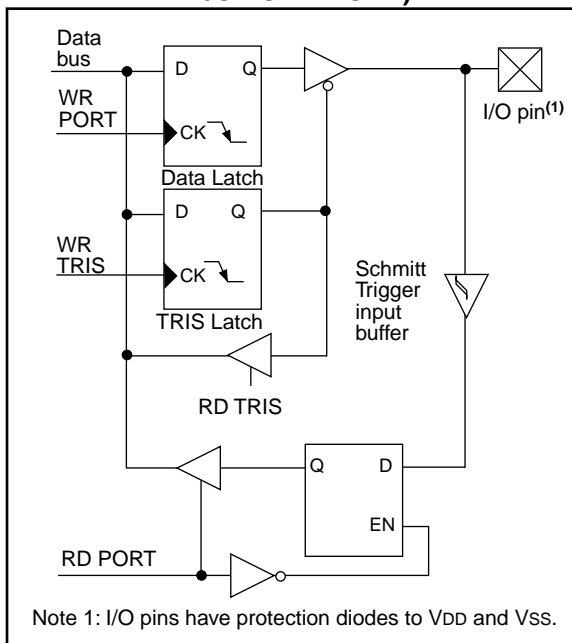 Data
bus
D
Q
WR
PORT
CK
I/O pin(1)
Data Latch
D
Q
WR
TRIS
CK
TRIS Latch
Schmitt
Trigger
input
buffer
RD TRIS
Q
D
EN
RD PORT
Note 1: I/O pins have protection diodes to VDD and VSS.